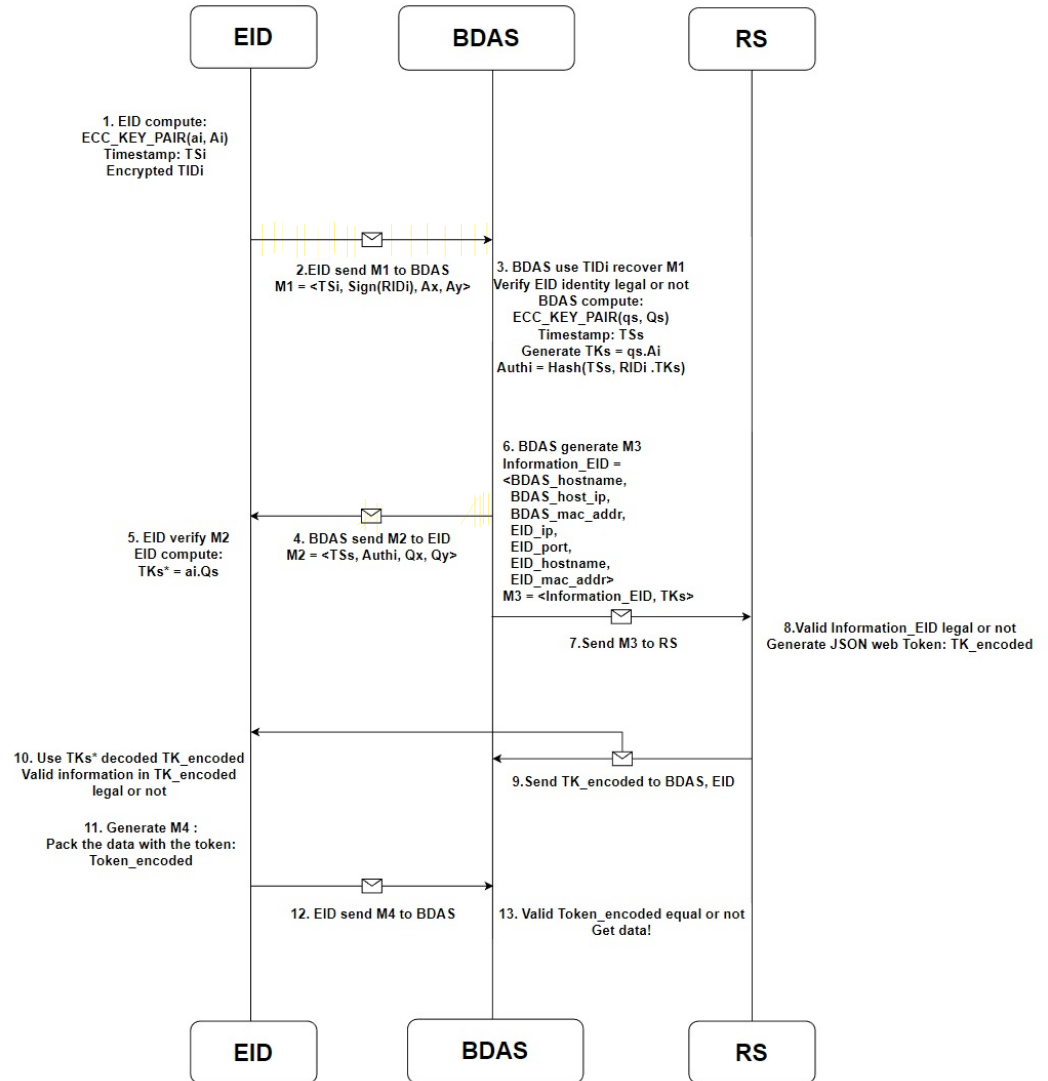 EID
BDAS
RS
1. EID compute:
ECC_KEY_PAIR(ai, Ai)
Timestamp: TSi
Encrypted TIDi
2.EID send M1 to BDAS
M1 = <TSi, Sign(RIDi), Ax, Ay>
3. BDAS use TIDi recover M1
Verify EID identity legal or not
BDAS compute:
ECC_KEY_PAIR(qs, Qs)
Timestamp: TSs
Generate TKs = qs.Ai
Authi = Hash(TSs, RIDi .TKs)
4. BDAS send M2 to EID
M2 = <TSs, Authi, Qx, Qy>
5. EID verify M2
EID compute:
TKs* = ai.Qs
6. BDAS generate M3
Information_EID =
<BDAS_hostname,
BDAS_host_ip,
BDAS_mac_addr,
EID_ip,
EID_port,
EID_hostname,
EID_mac_addr>
M3 = <Information_EID, TKs>
7.Send M3 to RS
8.Valid Information_EID legal or not
Generate JSON web Token: TK_encoded
9.Send TK_encoded to BDAS, EID
10. Use TKs* decoded TK_encoded
Valid information in TK_encoded
legal or not
11. Generate M4 :
Pack the data with the token:
Token_encoded
12. EID send M4 to BDAS
13. Valid Token_encoded equal or not
Get data!
EID
BDAS
RS